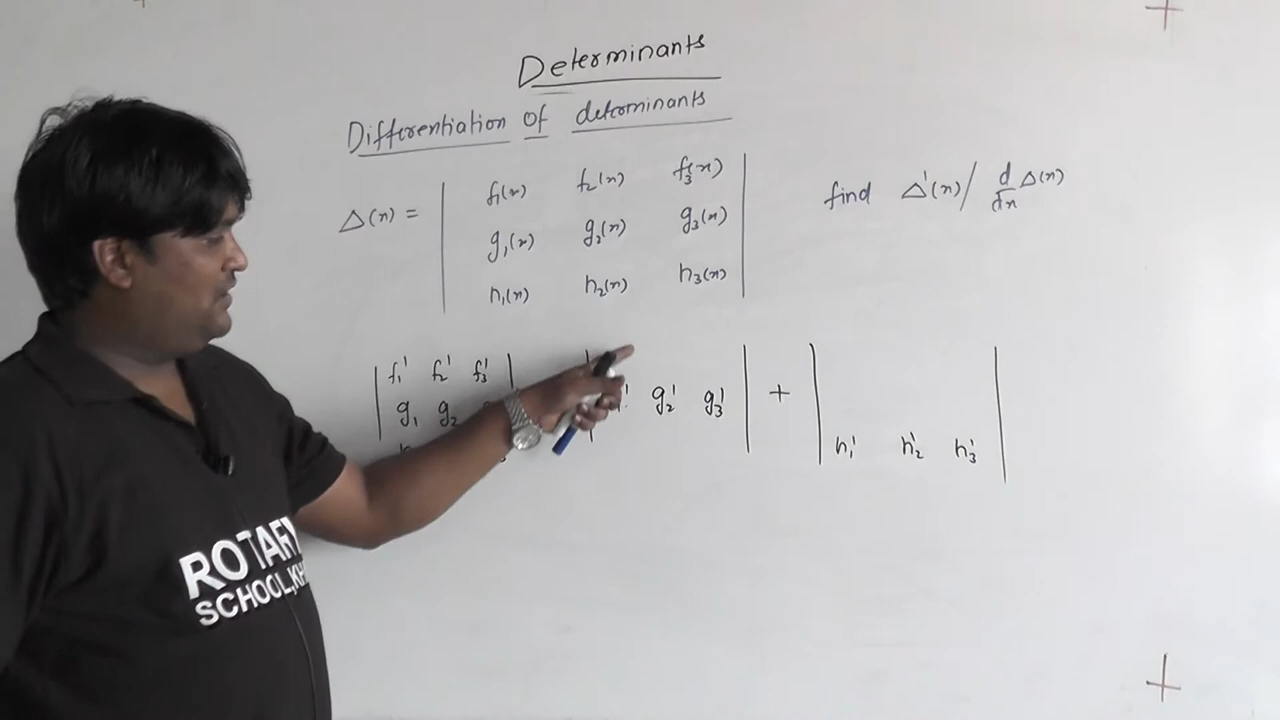 Determinants
Differentiation of determinants
Δ(x) = | f₁(x) f₂(x) f₃(x) |
| g₁(x) g₂(x) g₃(x) |
| h₁(x) h₂(x) h₃(x) |
find Δ'(x) / d/dx Δ(x)
| f₁' f₂' f₃' |
| g₁ g₂
| g₂' g₃' | +
| h₁' h₂' h₃' |
ROTARY
SCHOOL, KH